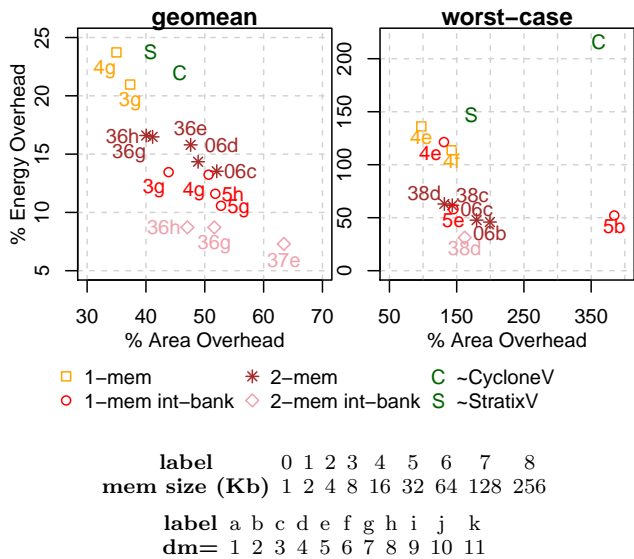 geomean worst−case
% Energy Overhead
25
20
15
10
5
4g
3g
S
C
36h
36g
36e
06d
06c
3g
4g
5h
5g
36h
36g
37e
30 40 50 60 70
% Area Overhead
200
150
100
50
0
C
S
4e
4f
4e
38d
38c
06c
5e
06b
38d
5b
50 150 250 350
% Area Overhead
1−mem 2−mem C ~CycloneV
1−mem int−bank 2−mem int−bank S ~StratixV
label 0 1 2 3 4 5 6 7 8
mem size (Kb) 1 2 4 8 16 32 64 128 256
label a b c d e f g h i j k
dm= 1 2 3 4 5 6 7 8 9 10 11